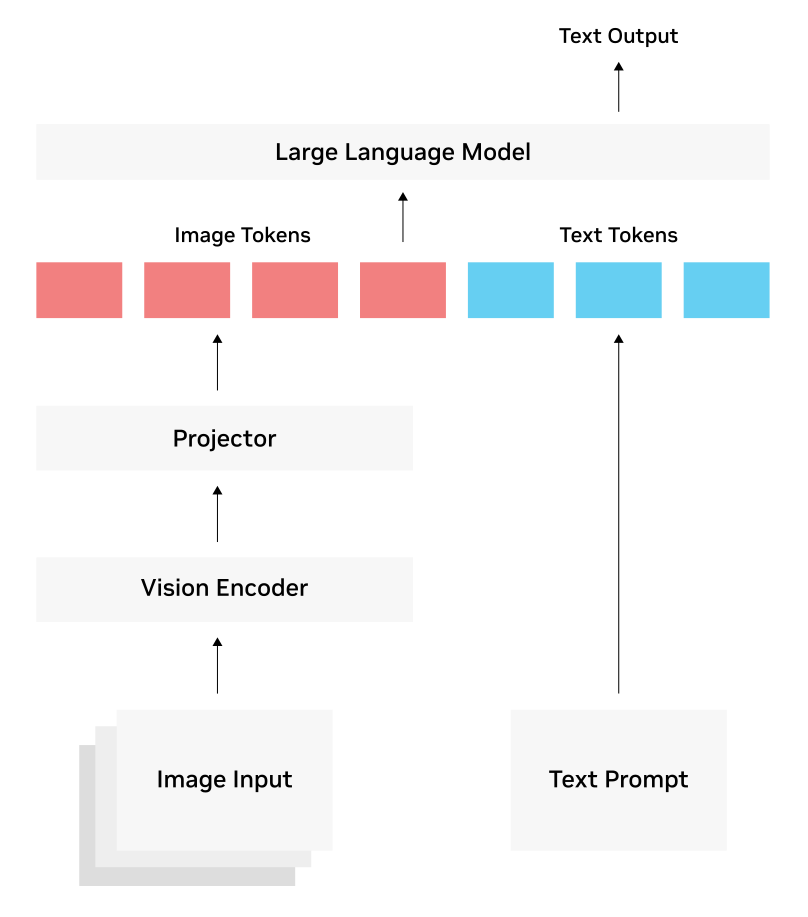 Text Output
Large Language Model
Image Tokens
Text Tokens
Projector
Vision Encoder
Image Input
Text Prompt